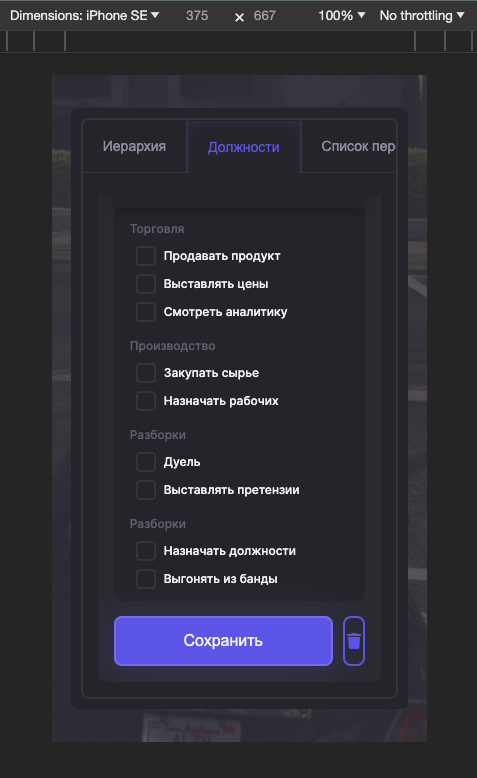 Dimensions: iPhone SE ▾ 375 × 667 100% ▾ No throttling ▾
Иерархия Должности Список пер
Торговля
Продавать продукт
Выставлять цены
Смотреть аналитику
Производство
Закупать сырье
Назначать рабочих
Разборки
Дуель
Выставлять претензии
Разборки
Назначать должности
Выгонять из банды
Сохранить